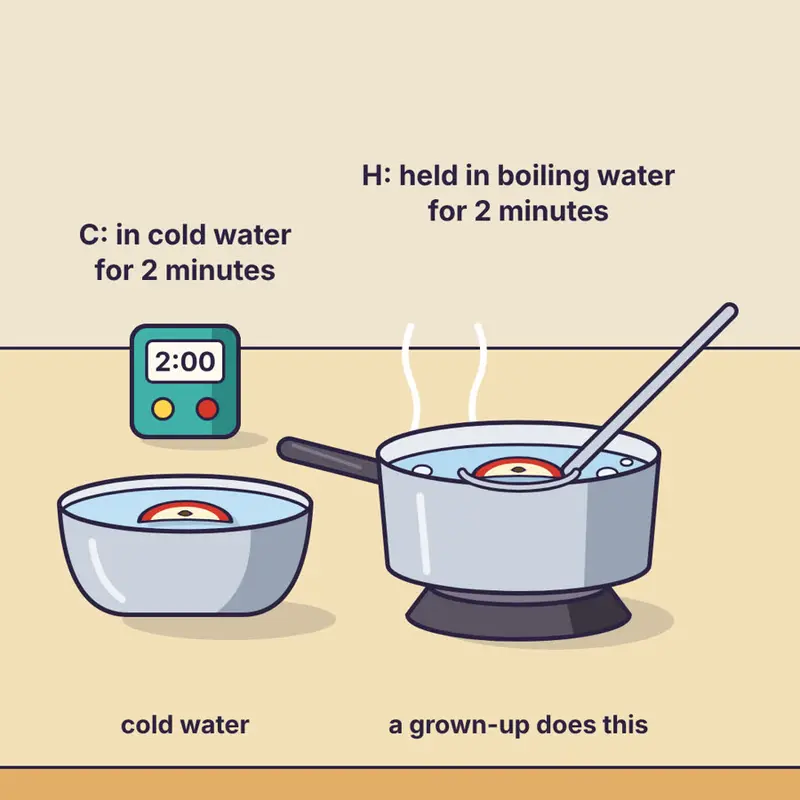 C: in cold water
for 2 minutes
H: held in boiling water
for 2 minutes
2:00
cold water
a grown-up does this